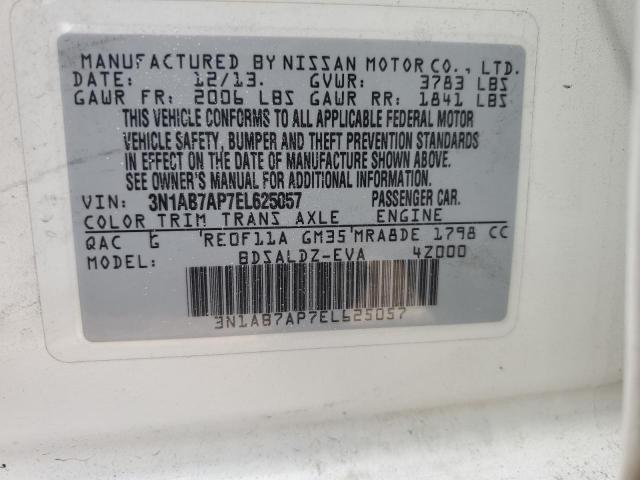 MANUFACTURED BY NISSAN MOTOR CO., LTD.
DATE: 12/13. GVWR: 3783 LBS
GAWR FR: 2006 LBS GAWR RR: 1841 LBS
THIS VEHICLE CONFORMS TO ALL APPLICABLE FEDERAL MOTOR
VEHICLE SAFETY, BUMPER AND THEFT PREVENTION STANDARDS
IN EFFECT ON THE DATE OF MANUFACTURE SHOWN ABOVE.
SEE OWNER'S MANUAL FOR ADDITIONAL INFORMATION.
VIN: 3N1AB7AP7EL625057 PASSENGER CAR.
COLOR TRIM TRANS AXLE ENGINE
QAC G 'RE0F11A GM35'MRA8DE 1798 CC
MODEL: BDSALDZ-EVA 4Z000
3N1AB7AP7EL625057